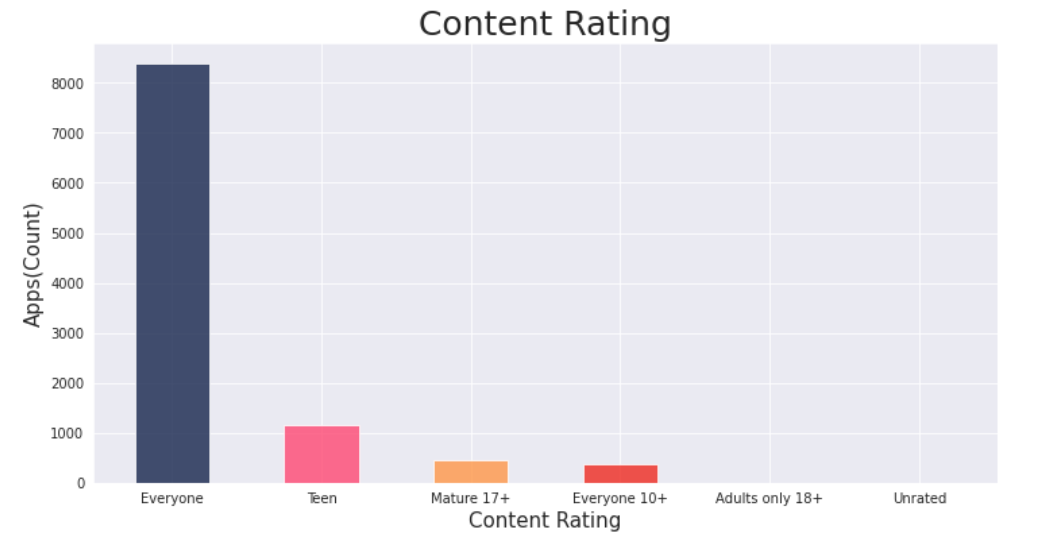 Content Rating
Apps(Count)
8000
7000
6000
5000
4000
3000
2000
1000
0
Everyone
Teen
Mature 17+
Everyone 10+
Adults only 18+
Unrated
Content Rating